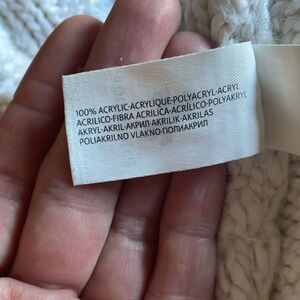 100% ACRYLIC-ACRYLIQUE-POLYACRYL-ACRYL
ACRILICO-FIBRA ACRILICA-ACRÍLICO-POLYAKRYL
AKRYL-AKRIL-АКРИЛ-AKRILIK-AKRILAS
POLIAKRILNO VLAKNO-ПОЛИАКРИЛ